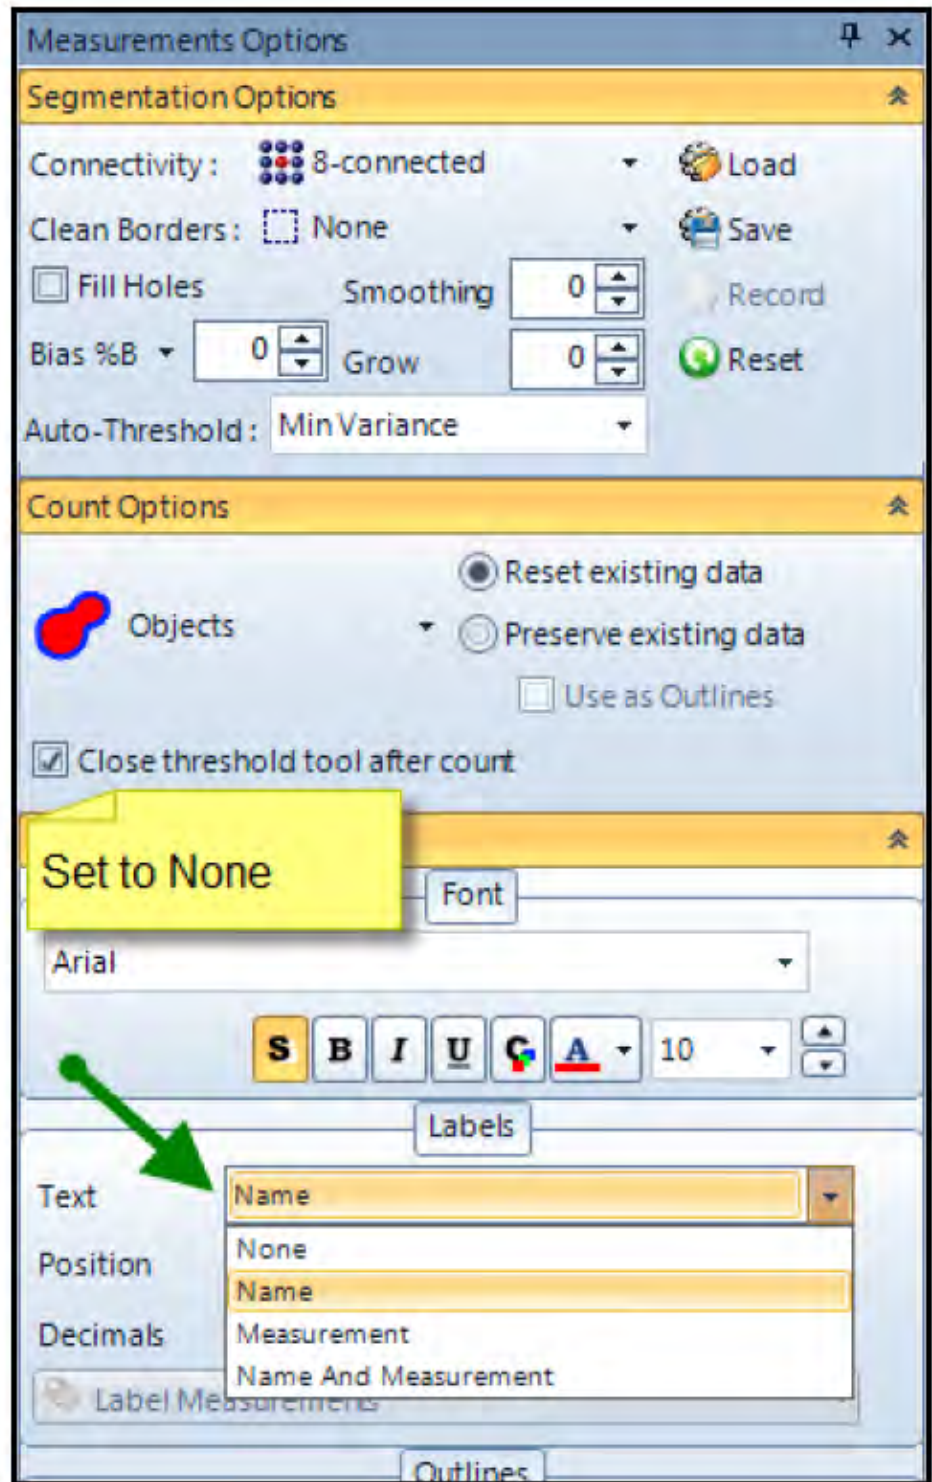 Measurements Options
Segmentation Options
Connectivity : 8-connected Load
Clean Borders : None Save
Fill Holes Smoothing 0 Record
Bias %B 0 Grow 0 Reset
Auto-Threshold : Min Variance
Count Options
Reset existing data
Objects
Preserve existing data
Use as Outlines
Close threshold tool after count
Set to None
Font
Arial
S B I U C A 10
Labels
Text Name
None
Position
Name
Decimals Measurement
Name And Measurement
Label Measurements
Outlines